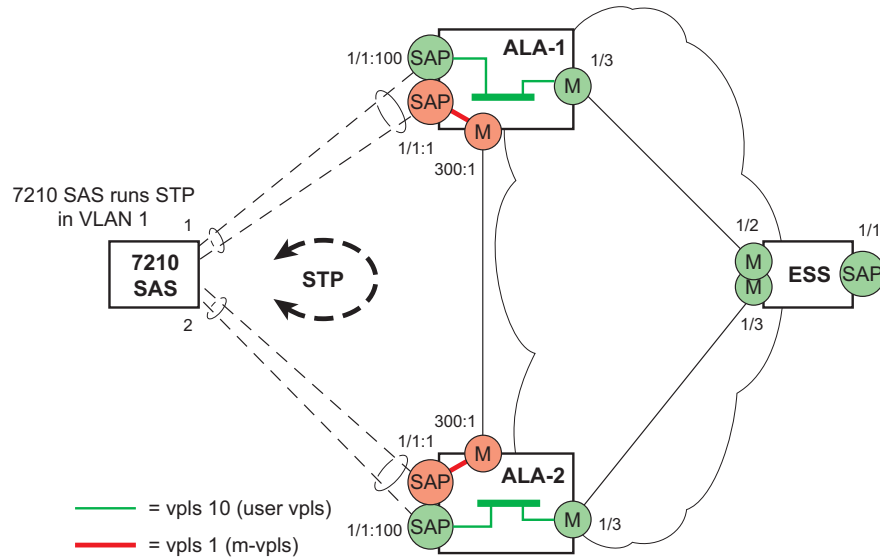 ALA-1
1/1:100
SAP
M
1/3
SAP
1/1:1
M
300:1
7210 SAS runs STP
in VLAN 1
1
7210
SAS
2
STP
1/2
M
M
1/3
ESS
1/1
SAP
300:1
1/1:1
M
SAP
ALA-2
1/1:100
SAP
M
1/3
= vpls 10 (user vpls)
= vpls 1 (m-vpls)